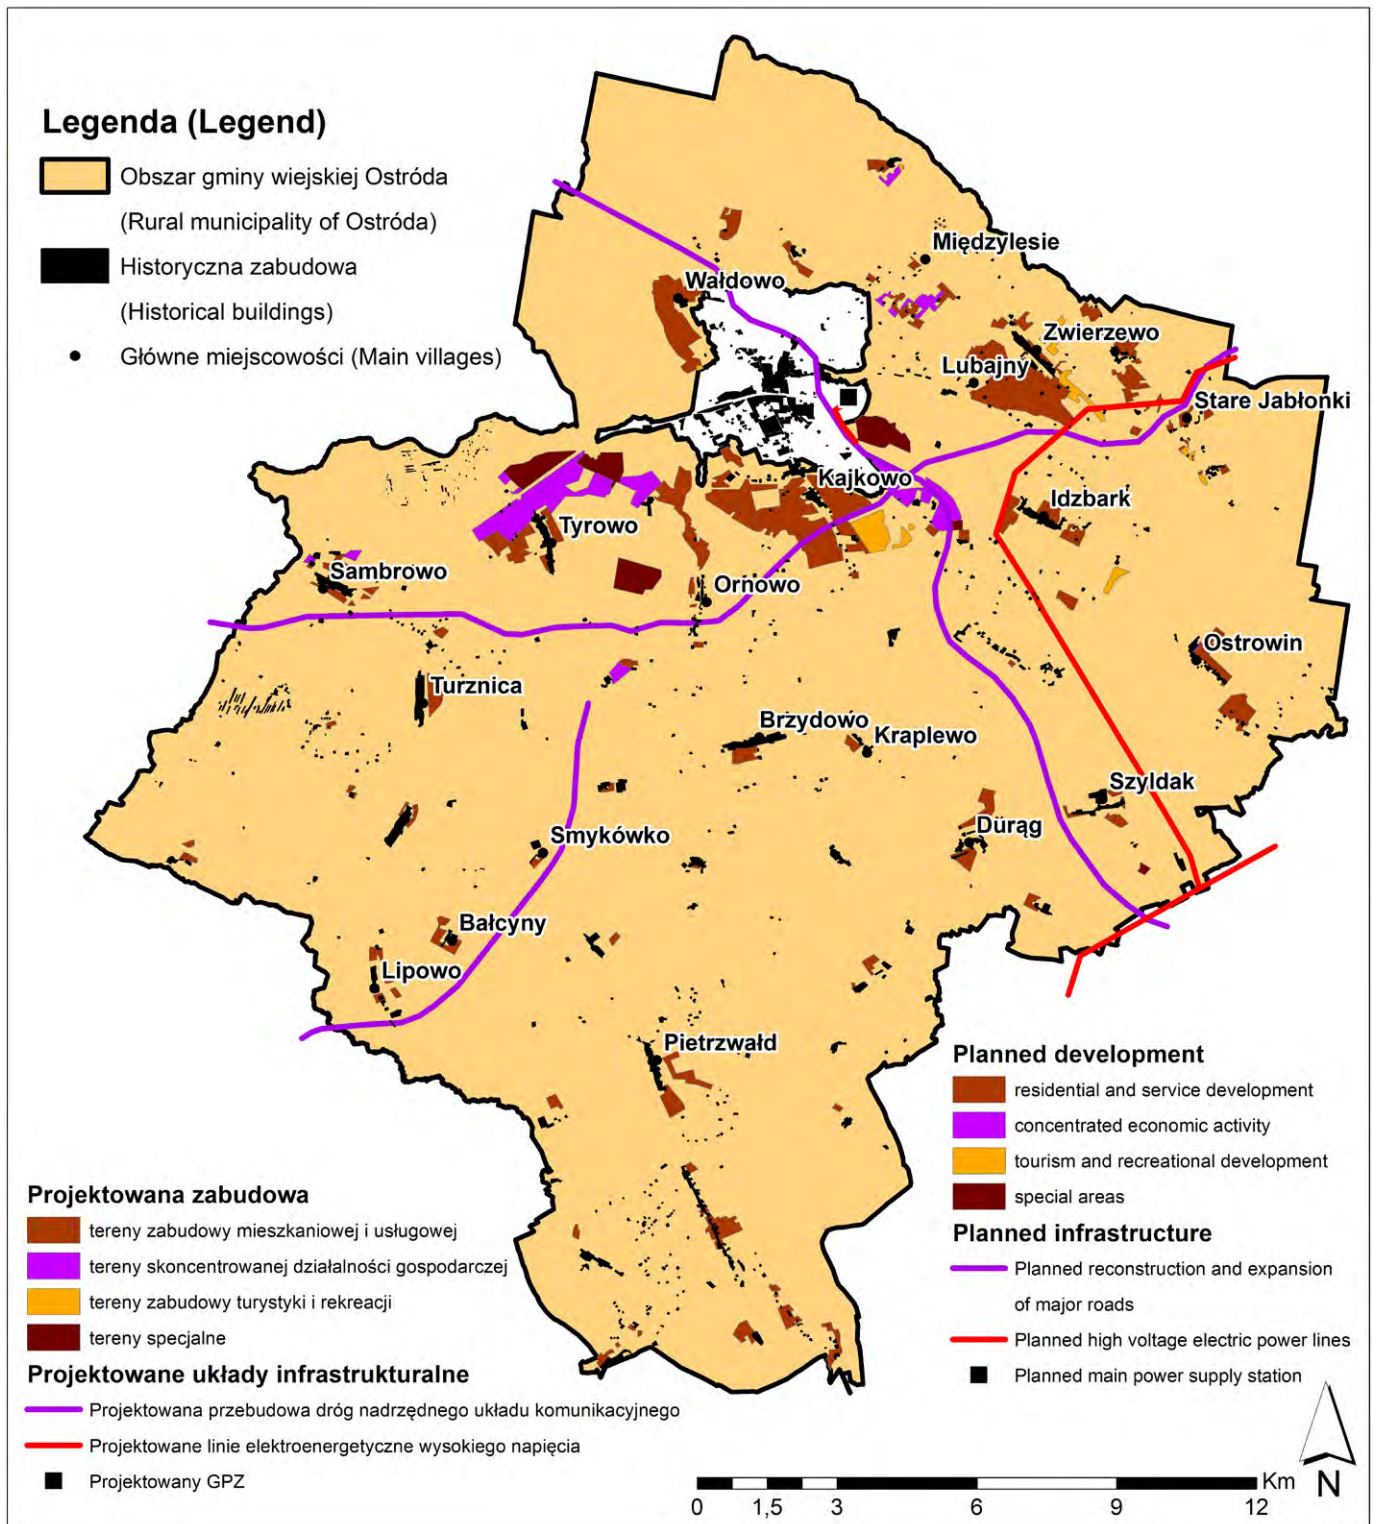 Legenda (Legend)
Obszar gminy wiejskiej Ostróda
(Rural municipality of Ostróda)
Historyczna zabudowa
(Historical buildings)
Główne miejscowości (Main villages)
Międzylesie
Wałdowo
Zwierzewo
Lubajny
Stare Jabłonki
Kajkowo
Idzbark
Tyrowo
Sambrowo
Ornowo
Ostrowin
Turznica
Brzydowo
Kraplewo
Szyldak
Durąg
Smykówko
Bałcyny
Lipowo
Pietrzwałd
Planned development
residential and service development
concentrated economic activity
tourism and recreational development
special areas
Planned infrastructure
Planned reconstruction and expansion
of major roads
Planned high voltage electric power lines
Planned main power supply station
Projektowana zabudowa
tereny zabudowy mieszkaniowej i usługowej
tereny skoncentrowanej działalności gospodarczej
tereny zabudowy turystyki i rekreacji
tereny specjalne
Projektowane układy infrastrukturalne
Projektowana przebudowa dróg nadrzędnego układu komunikacyjnego
Projektowane linie elektroenergetyczne wysokiego napięcia
Projektowany GPZ
Km
0 1,5 3 6 9 12
N